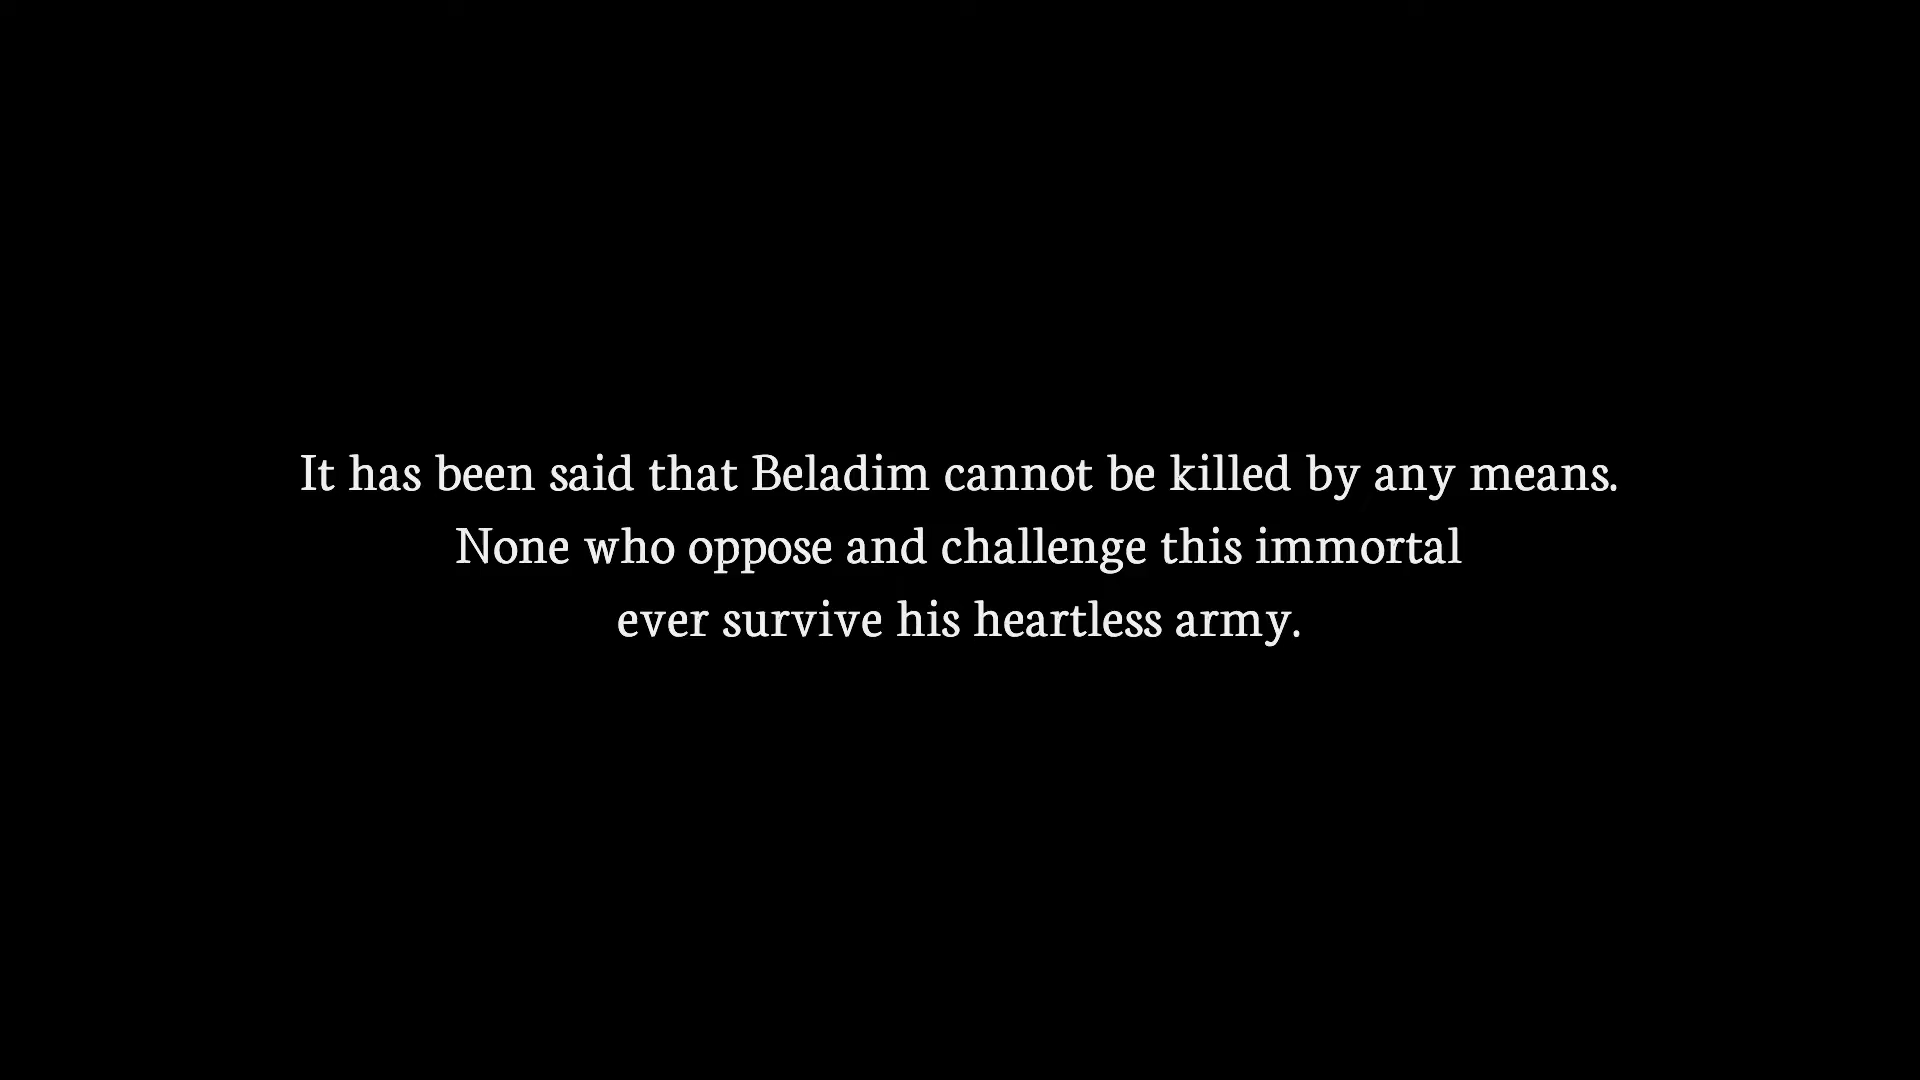 It has been said that Beladim cannot be killed by any means.
None who oppose and challenge this immortal
ever survive his heartless army.